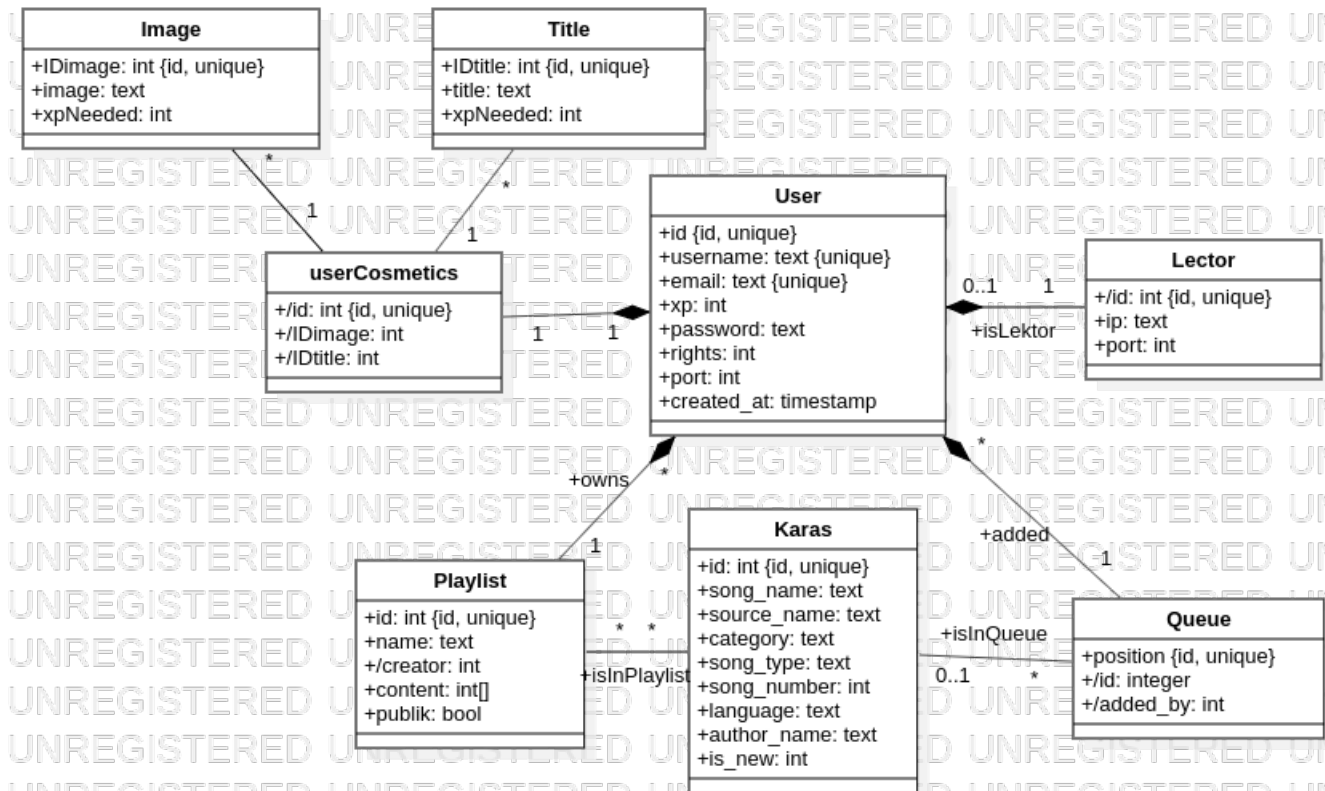 Image
+IDimage: int {id, unique}
+image: text
+xpNeeded: int
Title
+IDtitle: int {id, unique}
+title: text
+xpNeeded: int
*
1
*
1
userCosmetics
+/id: int {id, unique}
+/IDimage: int
+/IDtitle: int
1
1
User
+id {id, unique}
+username: text {unique}
+email: text {unique}
+xp: int
+password: text
+rights: int
+port: int
+created_at: timestamp
0..1
1
+isLektor
Lector
+/id: int {id, unique}
+ip: text
+port: int
+owns
*
1
*
+added
1
Playlist
+id: int {id, unique}
+name: text
+/creator: int
+content: int[]
+publik: bool
* *
+isInPlaylist
Karas
+id: int {id, unique}
+song_name: text
+source_name: text
+category: text
+song_type: text
+song_number: int
+language: text
+author_name: text
+is_new: int
+isInQueue
0..1
*
Queue
+position {id, unique}
+/id: integer
+/added_by: int
UNREGISTERED UNREGISTERED UNREGISTERED UNREGISTERED